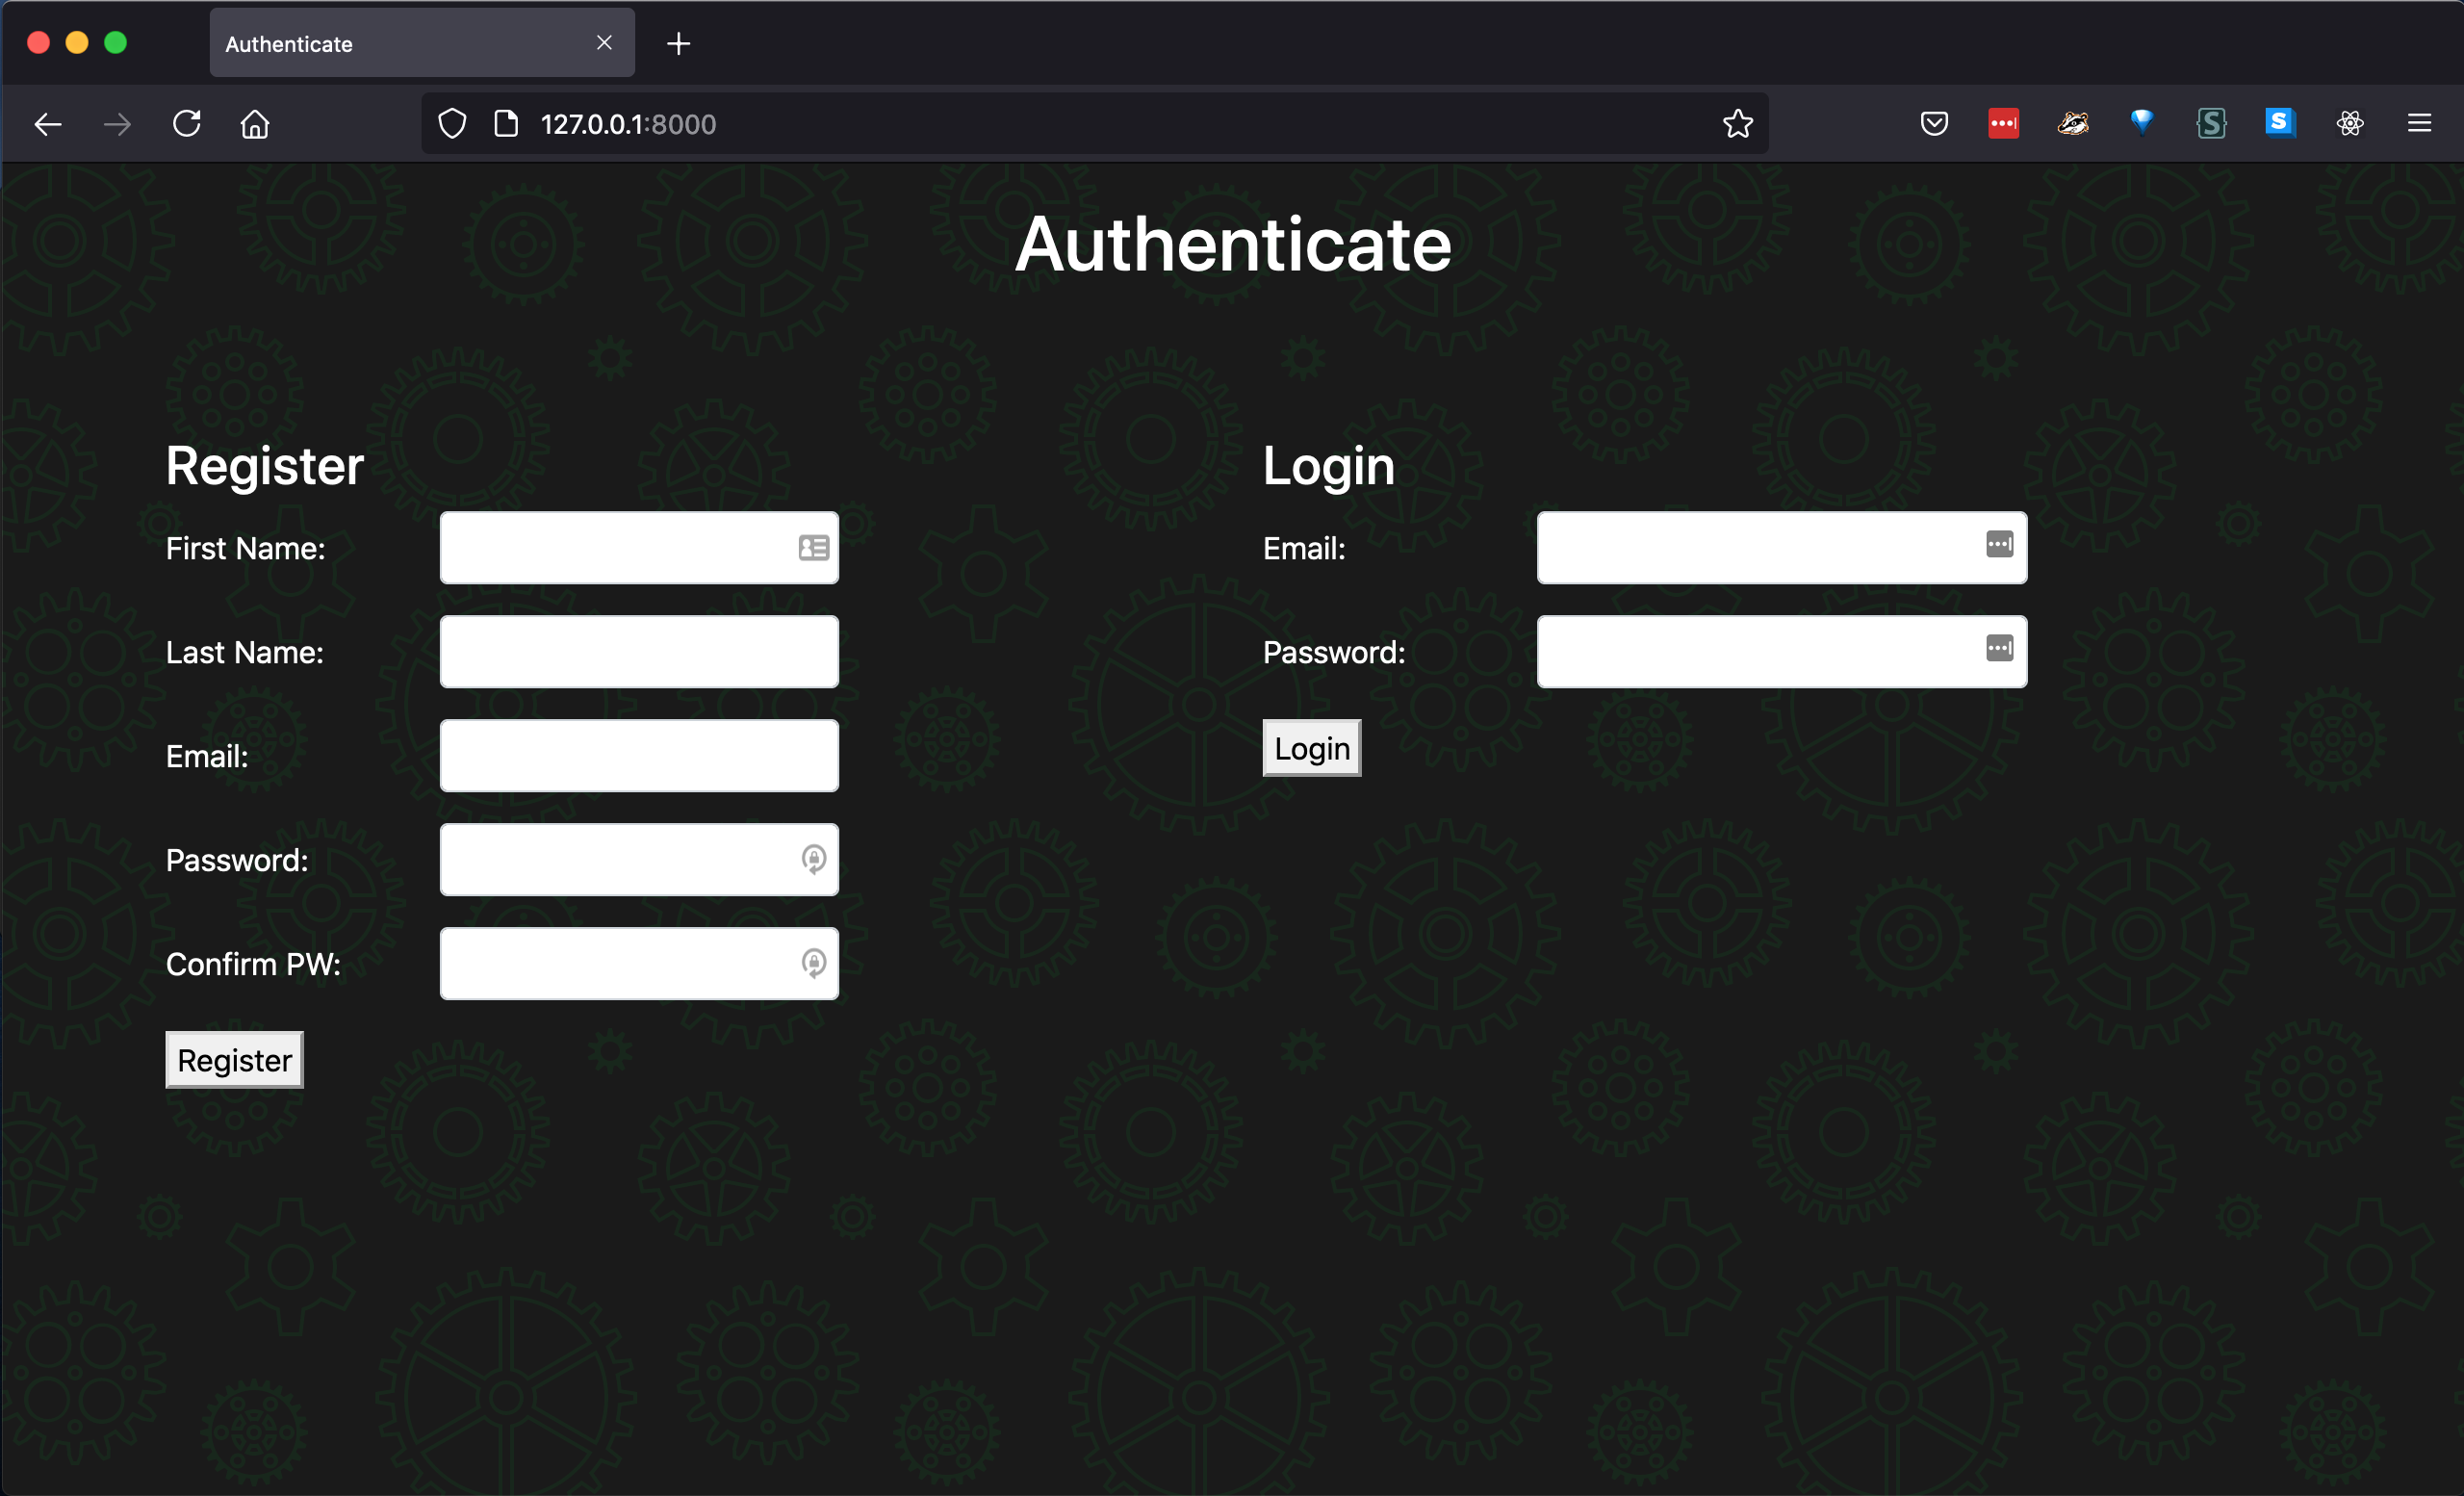 Authenticate
127.0.0.1:8000
Authenticate
Register
First Name:
Last Name:
Email:
Password:
Confirm PW:
Register
Login
Email:
Password:
Login